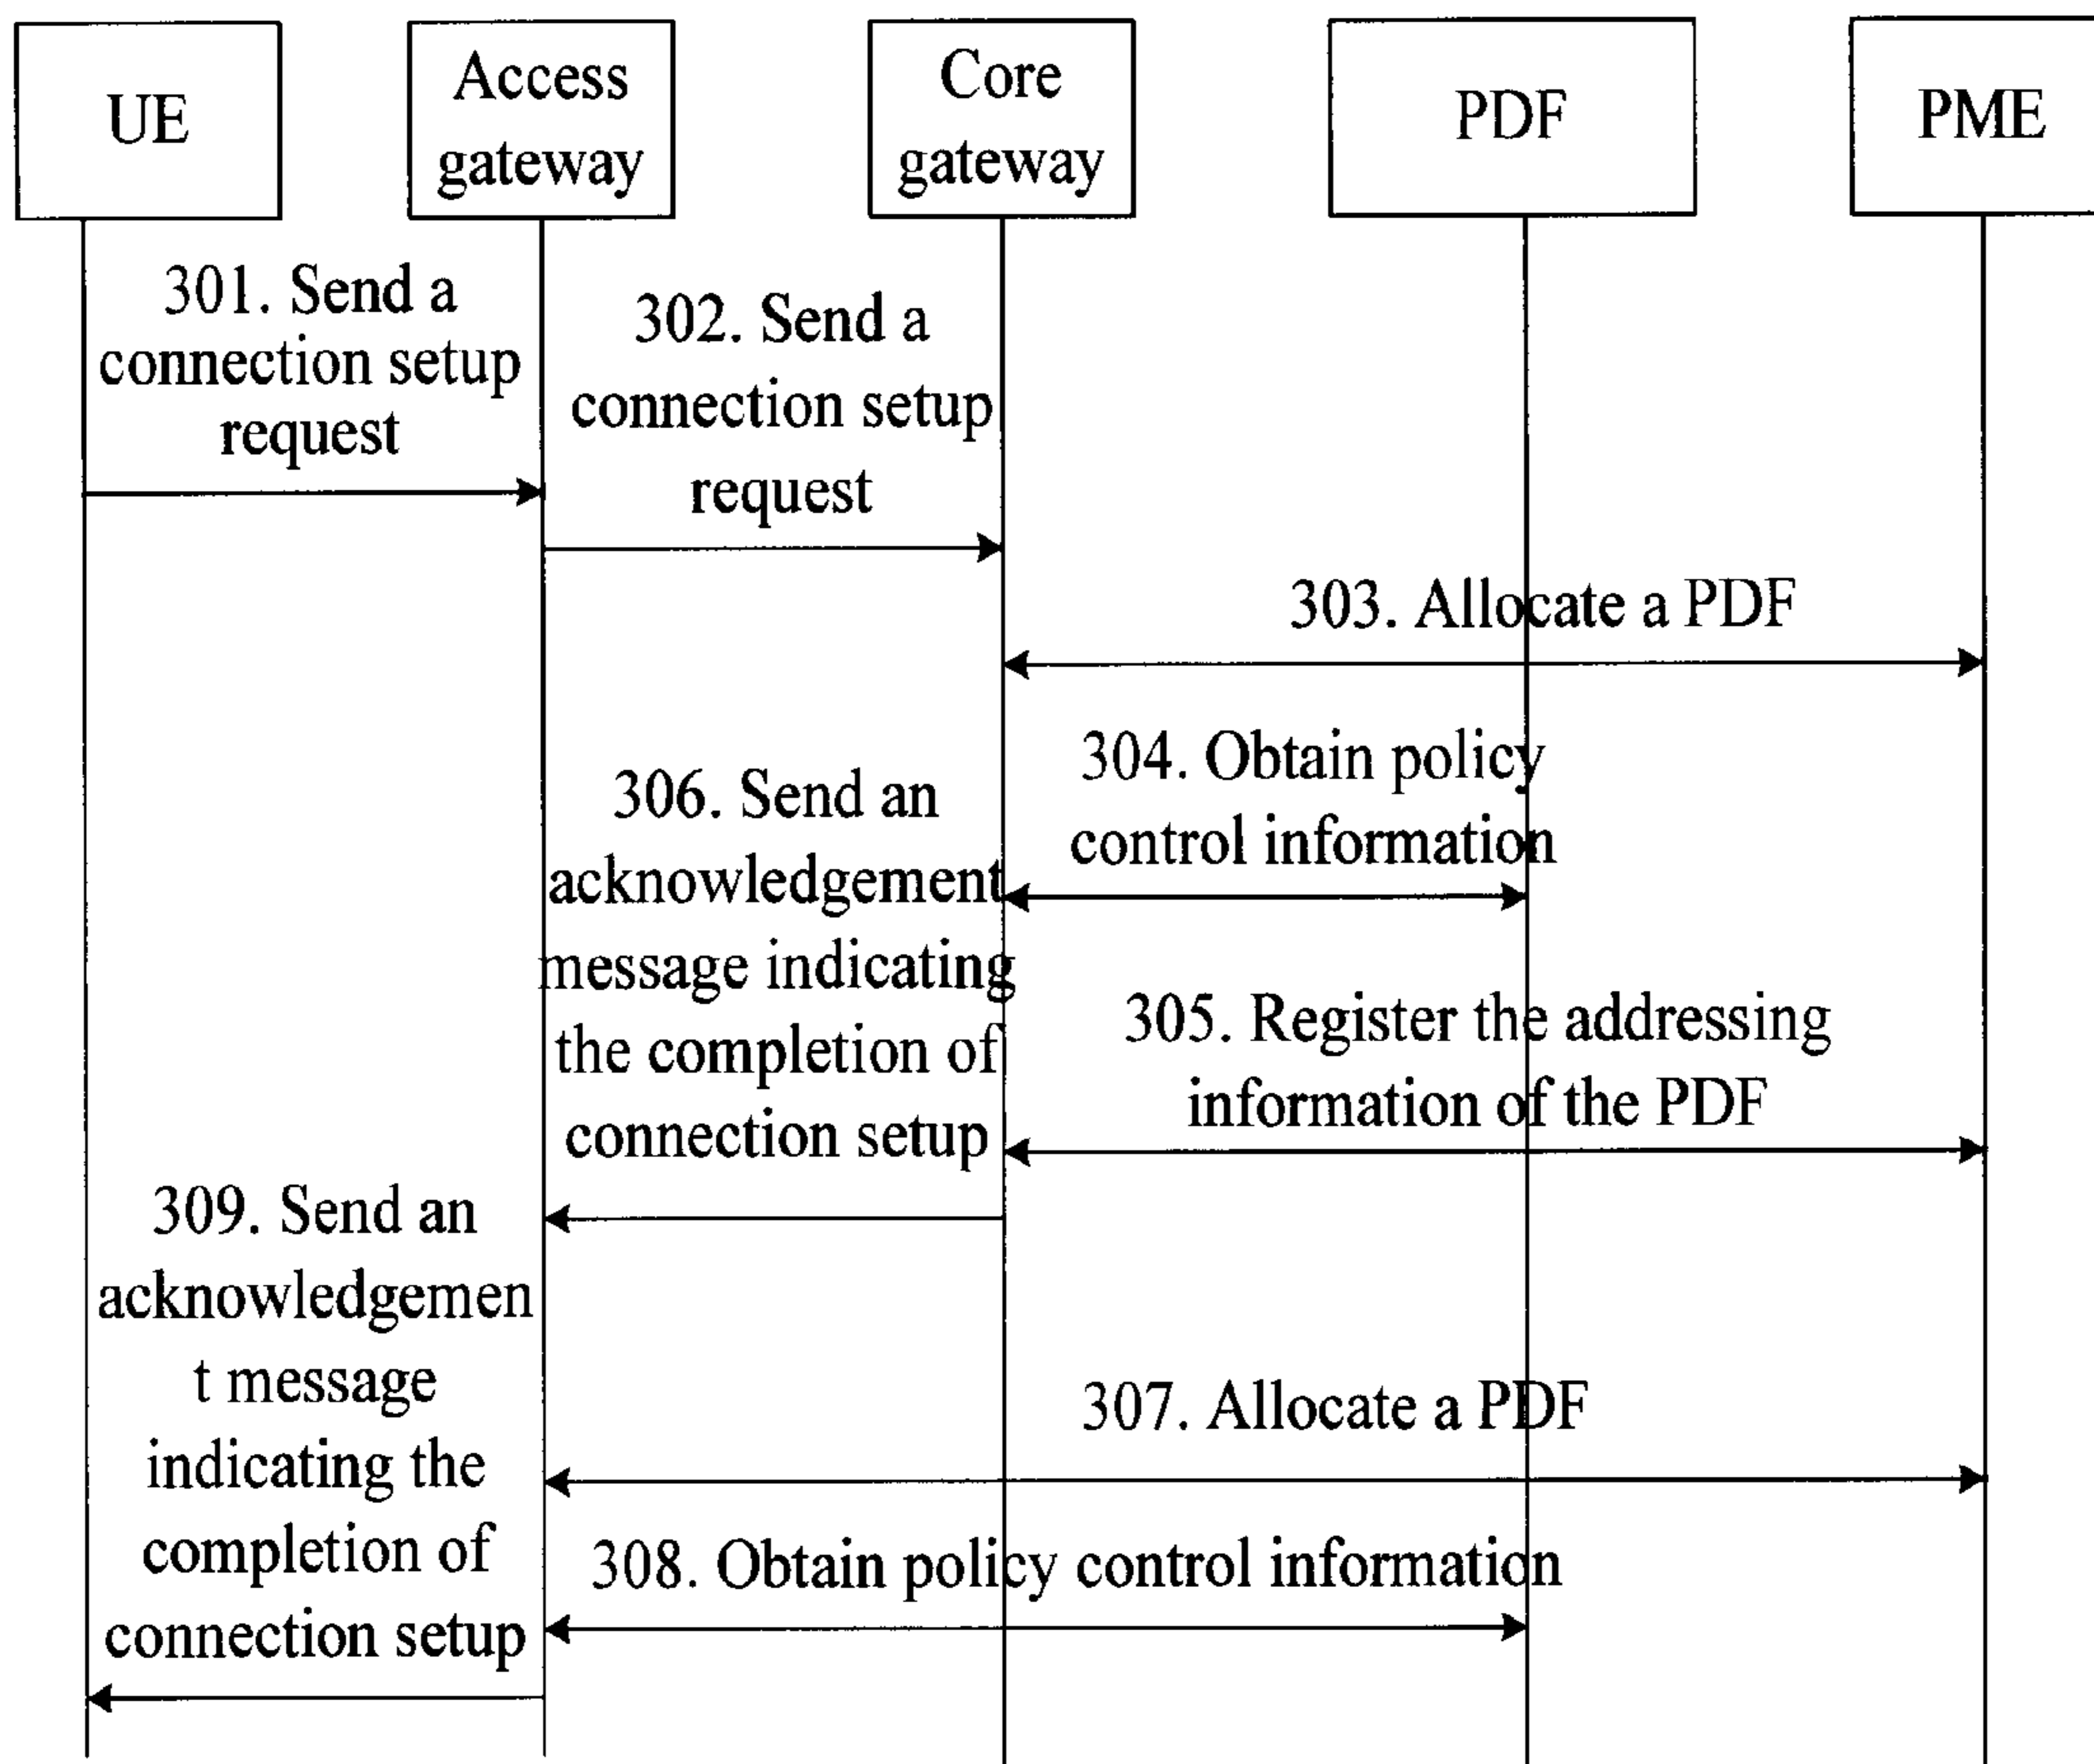 UE
Access
gateway
Core
gateway
PDF
PME
301. Send a
connection setup
request
302. Send a
connection setup
request
303. Allocate a PDF
304. Obtain policy
control information
306. Send an
acknowledgement
message indicating
the completion of
connection setup
305. Register the addressing
information of the PDF
309. Send an
acknowledgemen
t message
indicating the
completion of
connection setup
307. Allocate a PDF
308. Obtain policy control information